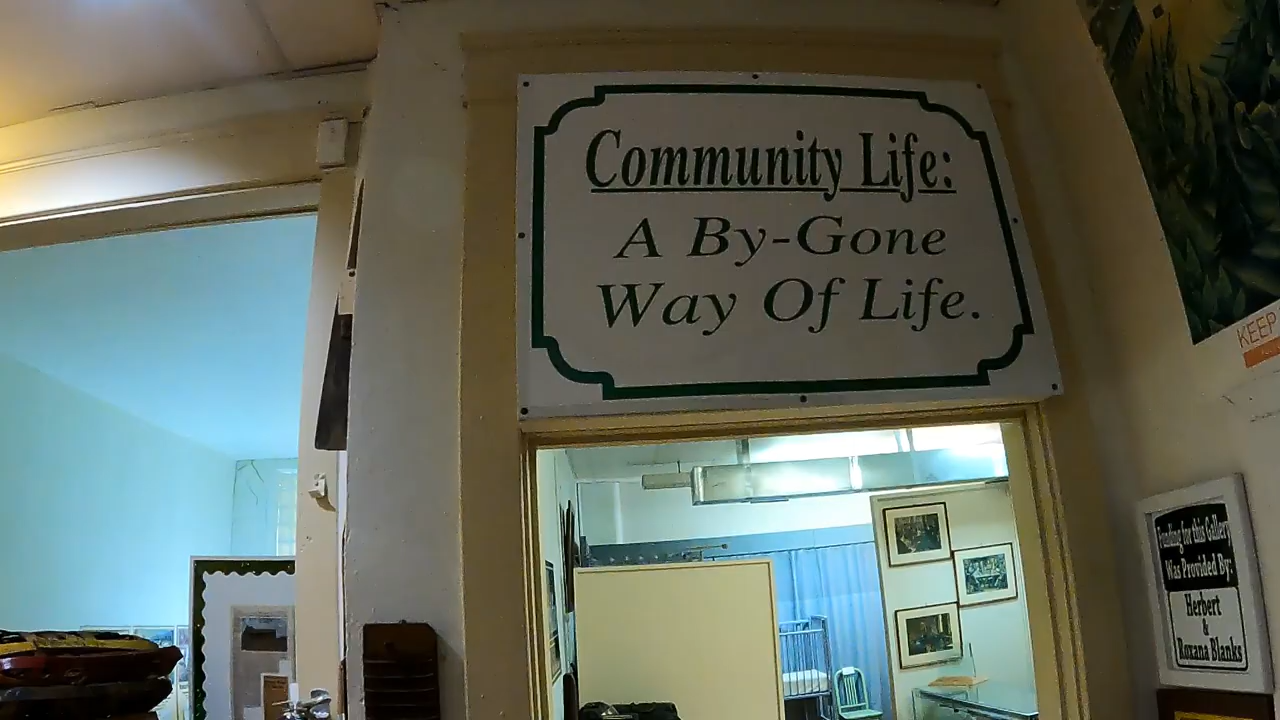 Community Life:
A By-Gone
Way Of Life.
KEEP
Funding for this Gallery
Was Provided By:
Herbert
&
Roxana Blanks